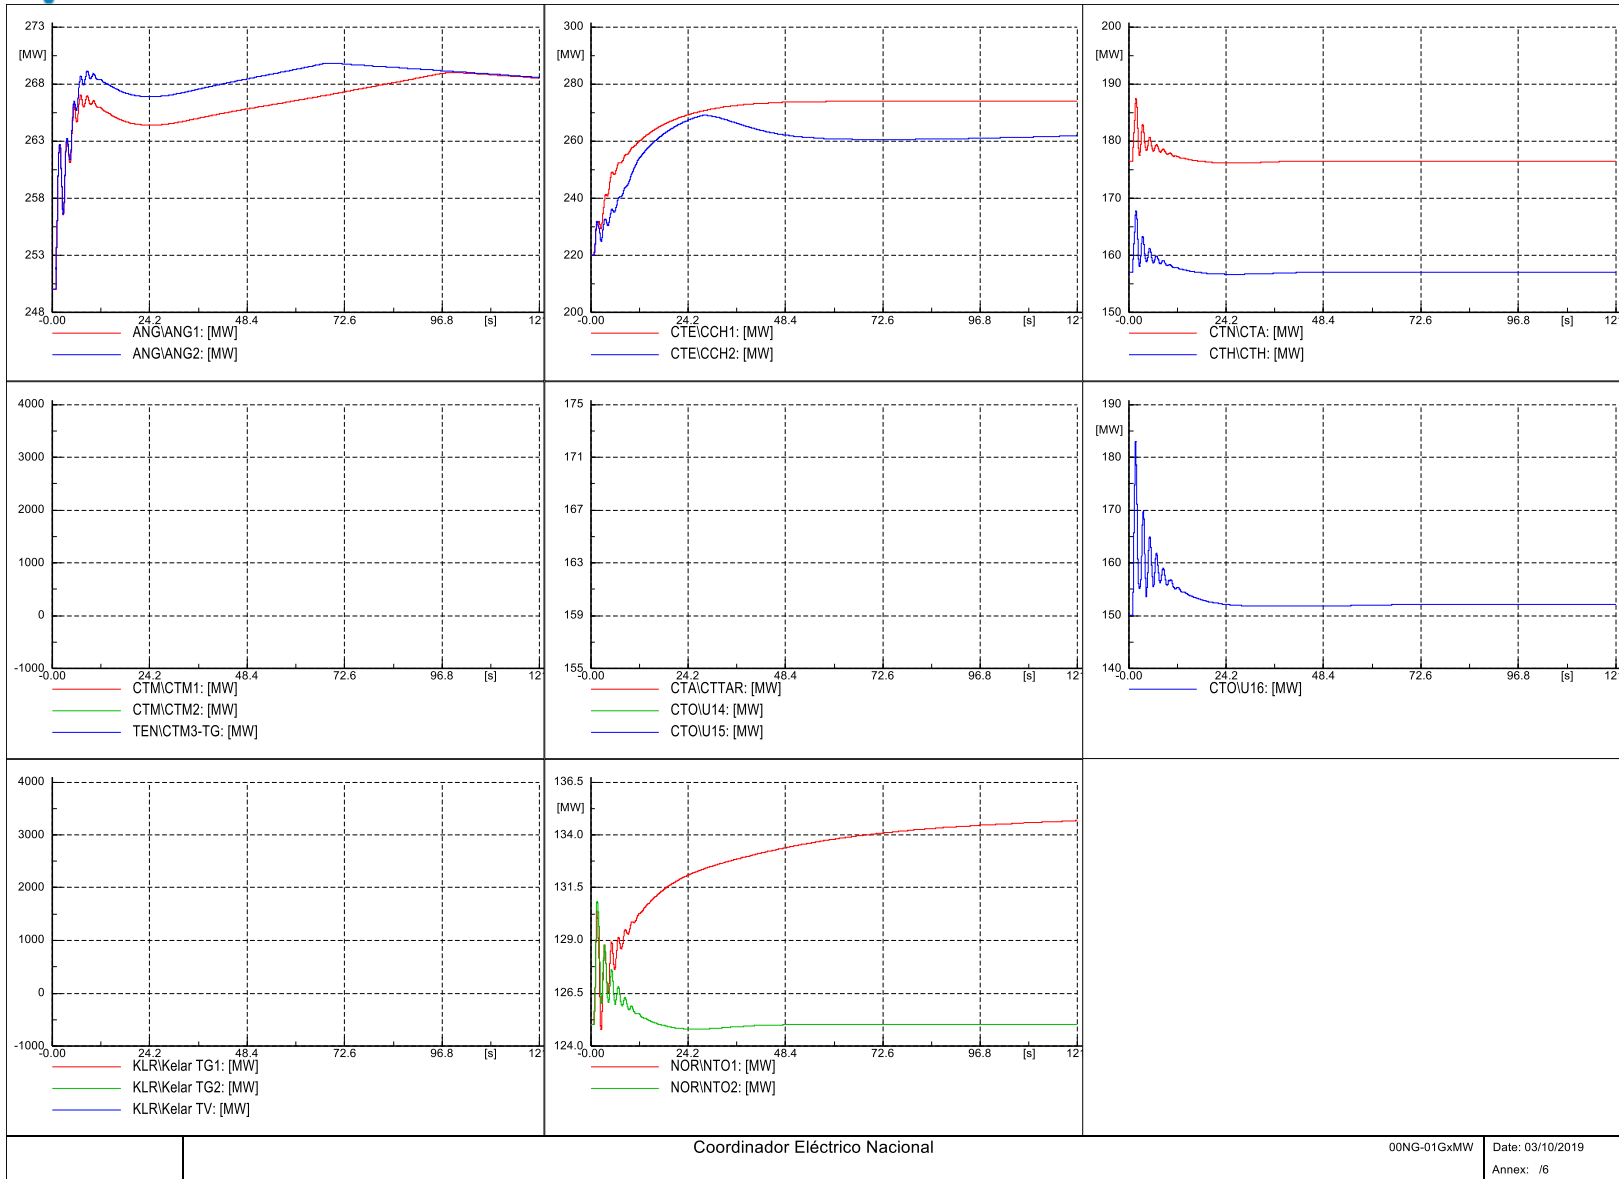 273
[MW]
268
263
258
253
248
-0.00 24.2 48.4 72.6 96.8 [s] 121
ANG\ANG1: [MW]
ANG\ANG2: [MW]
300
[MW]
280
260
240
220
200
-0.00 24.2 48.4 72.6 96.8 [s] 121
CTE\CCH1: [MW]
CTE\CCH2: [MW]
200
[MW]
190
180
170
160
150
-0.00 24.2 48.4 72.6 96.8 [s] 12
CTN\CTA: [MW]
CTH\CTH: [MW]
4000
3000
2000
1000
0
-1000
-0.00 24.2 48.4 72.6 96.8 [s] 121
CTM\CTM1: [MW]
CTM\CTM2: [MW]
TEN\CTM3-TG: [MW]
175
171
167
163
159
155
-0.00 24.2 48.4 72.6 96.8 [s] 121
CTA\CTTAR: [MW]
CTO\U14: [MW]
CTO\U15: [MW]
190
[MW]
180
170
160
150
140
-0.00 24.2 48.4 72.6 96.8 [s] 12
CTO\U16: [MW]
4000
3000
2000
1000
0
-1000
-0.00 24.2 48.4 72.6 96.8 [s] 121
KLR\Kelar TG1: [MW]
KLR\Kelar TG2: [MW]
KLR\Kelar TV: [MW]
136.5
[MW]
134.0
131.5
129.0
126.5
124.0
-0.00 24.2 48.4 72.6 96.8 [s] 121
NOR\NTO1: [MW]
NOR\NTO2: [MW]
Coordinador Eléctrico Nacional
00NG-01GxMW
Date: 03/10/2019
Annex: /6